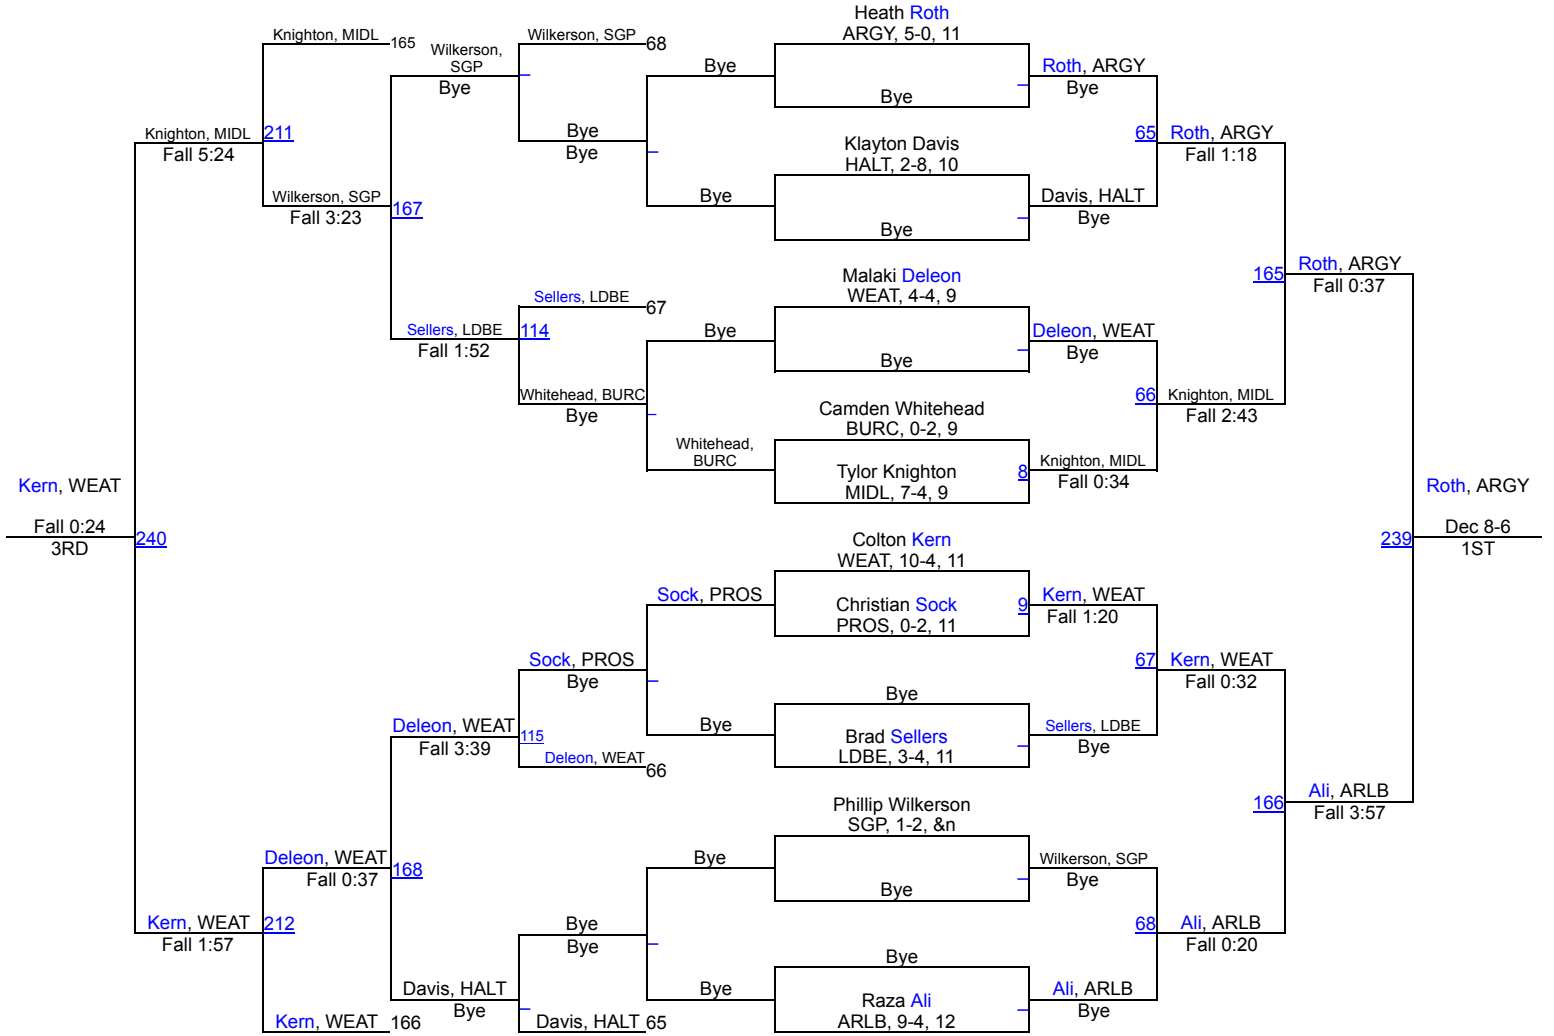 Heath Roth
ARGY, 5-0, 11
Knighton, MIDL
165
Wilkerson,
SGP
Bye
Wilkerson, SGP
68
Bye
Bye
Roth, ARGY
Bye
Knighton, MIDL
Fall 5:24
211
Bye
Bye
Klayton Davis
HALT, 2-8, 10
65
Roth, ARGY
Fall 1:18
Wilkerson, SGP
Fall 3:23
167
Bye
Bye
Davis, HALT
Bye
Malaki Deleon
WEAT, 4-4, 9
165
Roth, ARGY
Fall 0:37
Sellers, LDBE
67
Sellers, LDBE
Fall 1:52
114
Bye
Bye
Deleon, WEAT
Bye
Whitehead, BURC
Bye
Camden Whitehead
BURC, 0-2, 9
66
Knighton, MIDL
Fall 2:43
Whitehead,
BURC
Tylor Knighton
MIDL, 7-4, 9
8
Knighton, MIDL
Fall 0:34
Kern, WEAT
Fall 0:24
3RD
240
Roth, ARGY
239
Dec 8-6
1ST
Colton Kern
WEAT, 10-4, 11
Sock, PROS
Christian Sock
PROS, 0-2, 11
9
Kern, WEAT
Fall 1:20
Sock, PROS
Bye
67
Kern, WEAT
Fall 0:32
Bye
Deleon, WEAT
Fall 3:39
115
Bye
Brad Sellers
LDBE, 3-4, 11
Sellers, LDBE
Bye
Deleon, WEAT
66
166
Ali, ARLB
Fall 3:57
Phillip Wilkerson
SGP, 1-2, &n
Deleon, WEAT
Fall 0:37
168
Bye
Bye
Wilkerson, SGP
Bye
Kern, WEAT
Fall 1:57
212
Bye
Bye
68
Ali, ARLB
Fall 0:20
Bye
Davis, HALT
Bye
Bye
Raza Ali
ARLB, 9-4, 12
Ali, ARLB
Bye
Kern, WEAT
166
Davis, HALT
65